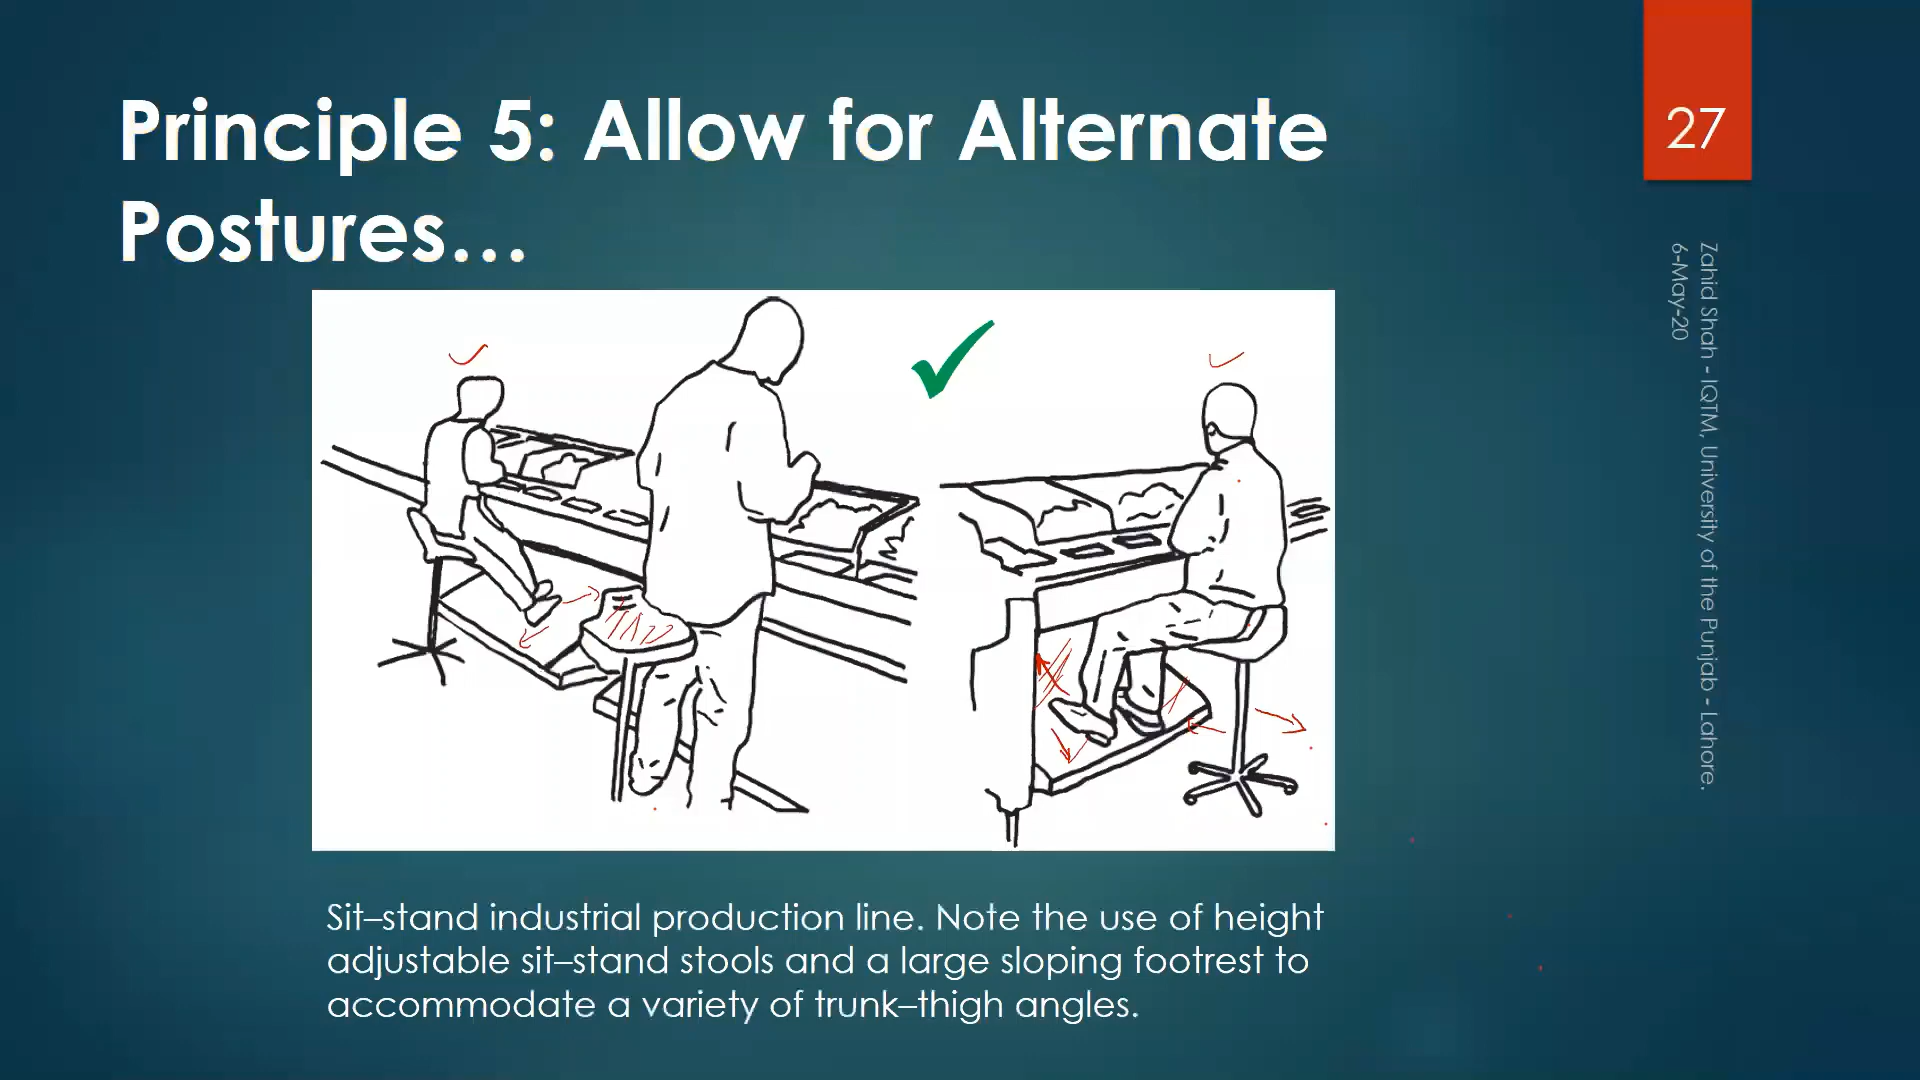 Principle 5: Allow for Alternate
Postures...
27
Zahid Shah - IQTM, University of the Punjab - Lahore.
6-May-20
Sit–stand industrial production line. Note the use of height
adjustable sit–stand stools and a large sloping footrest to
accommodate a variety of trunk–thigh angles.